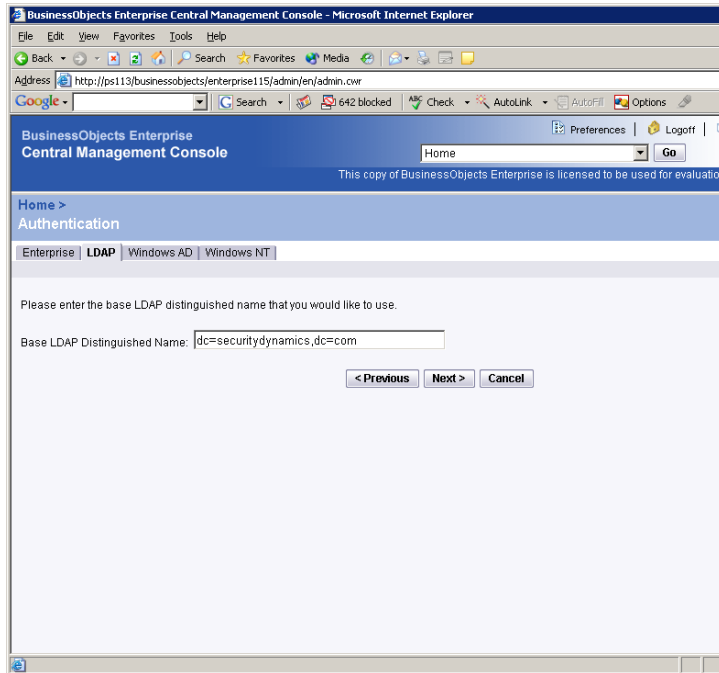 BusinessObjects Enterprise Central Management Console - Microsoft Internet Explorer
File Edit View Favorites Tools Help
Back Search Favorites Media
Address http://ps113/businessobjects/enterprise115/admin/en/admin.cwr
Google Search 642 blocked Check AutoLink AutoFill Options
BusinessObjects Enterprise
Central Management Console
Preferences | Logoff |
Home Go
This copy of BusinessObjects Enterprise is licensed to be used for evaluatio
Home >
Authentication
Enterprise | LDAP | Windows AD | Windows NT |
Please enter the base LDAP distinguished name that you would like to use.
Base LDAP Distinguished Name: dc=securitydynamics,dc=com
< Previous Next > Cancel